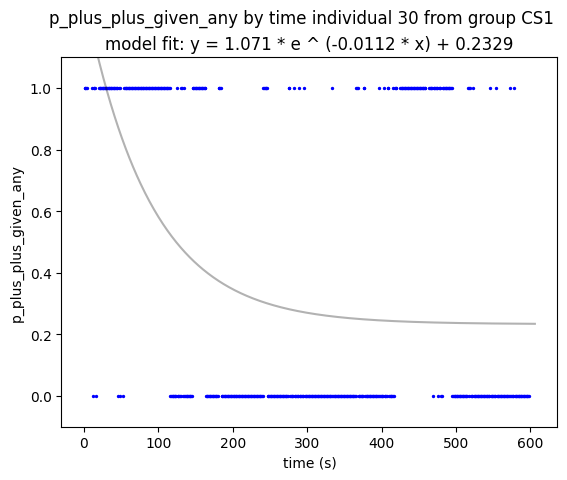 p_plus_plus_given_any by time individual 30 from group CS1
model fit: y = 1.071 * e ^ (-0.0112 * x) + 0.2329
p_plus_plus_given_any
1.0
0.8
0.6
0.4
0.2
0.0
0 100 200 300 400 500 600
time (s)